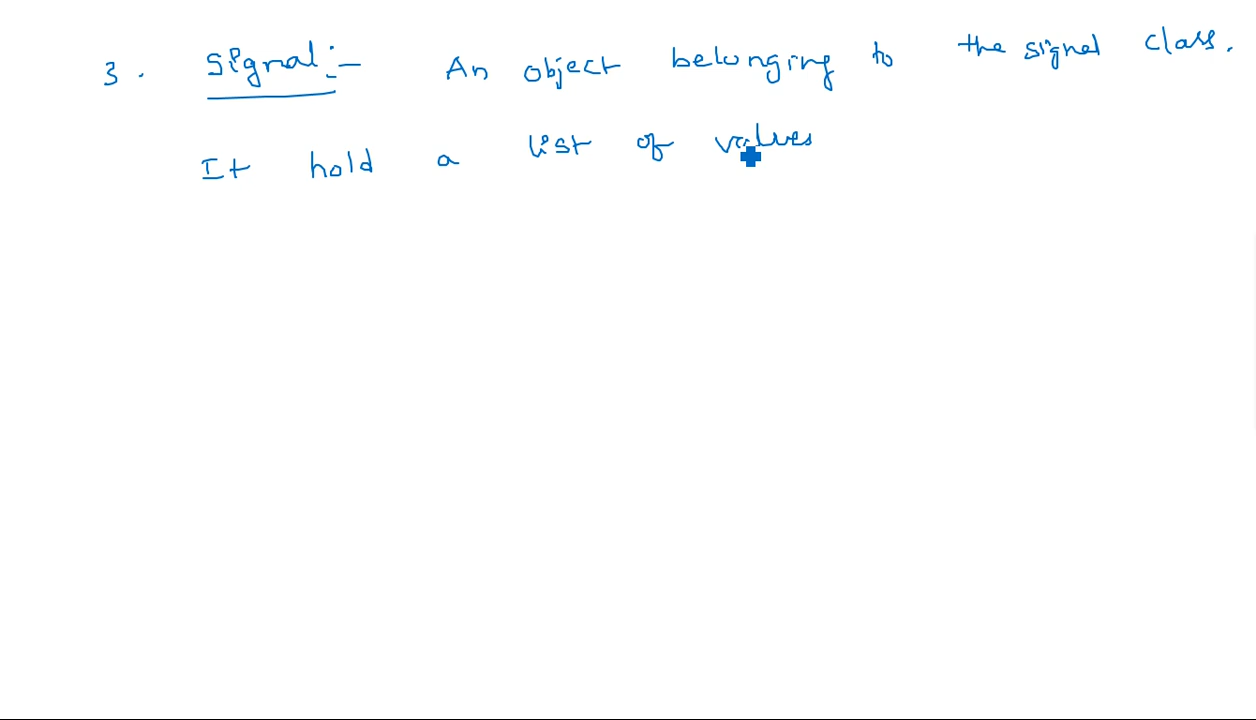 3. Signal:- An object belonging to the signal class.
It hold a list of values